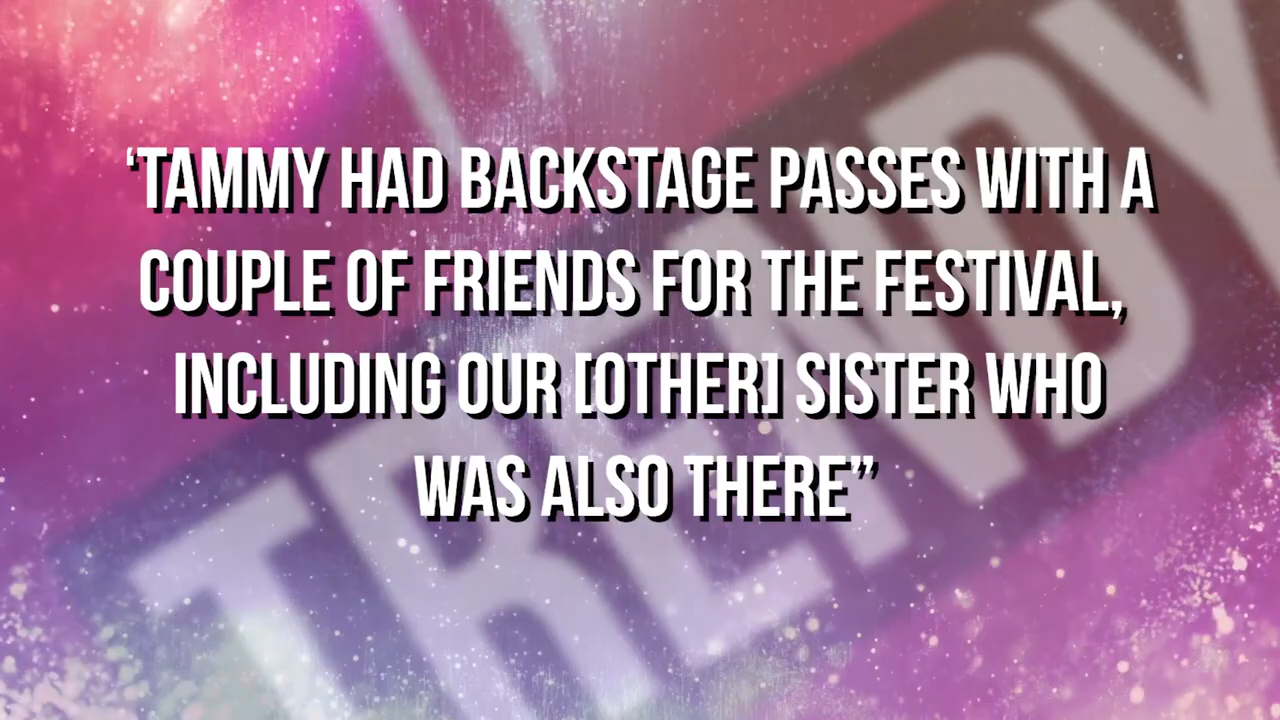 ‘TAMMY HAD BACKSTAGE PASSES WITH A
COUPLE OF FRIENDS FOR THE FESTIVAL,
INCLUDING OUR [OTHER] SISTER WHO
WAS ALSO THERE”
TRENDY